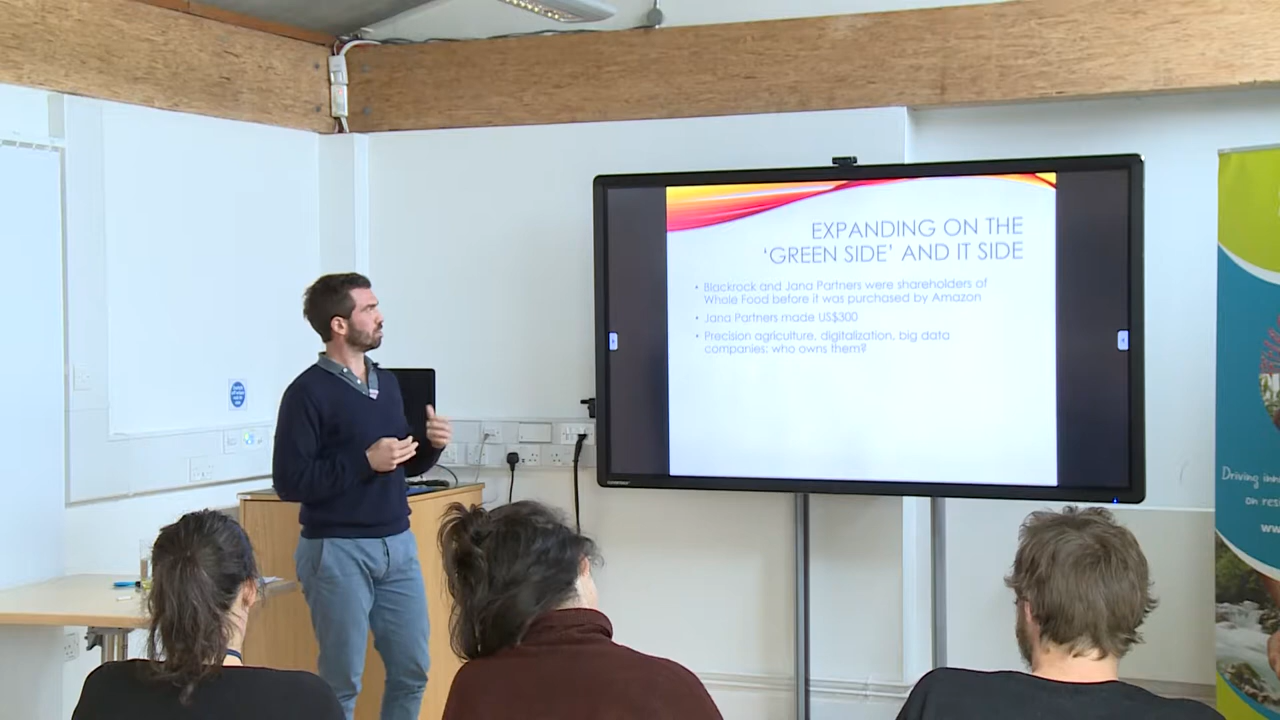 EXPANDING ON THE
‘GREEN SIDE’ AND IT SIDE
• Blackrock and Jana Partners were shareholders of
Whole Food before it was purchased by Amazon
• Jana Partners made US$300
• Precision agriculture, digitalization, big data
companies: who owns them?
Driving
on